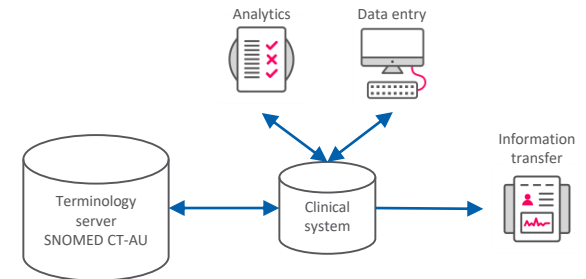 Analytics
Data entry
Information
transfer
Terminology
server
SNOMED CT-AU
Clinical
system